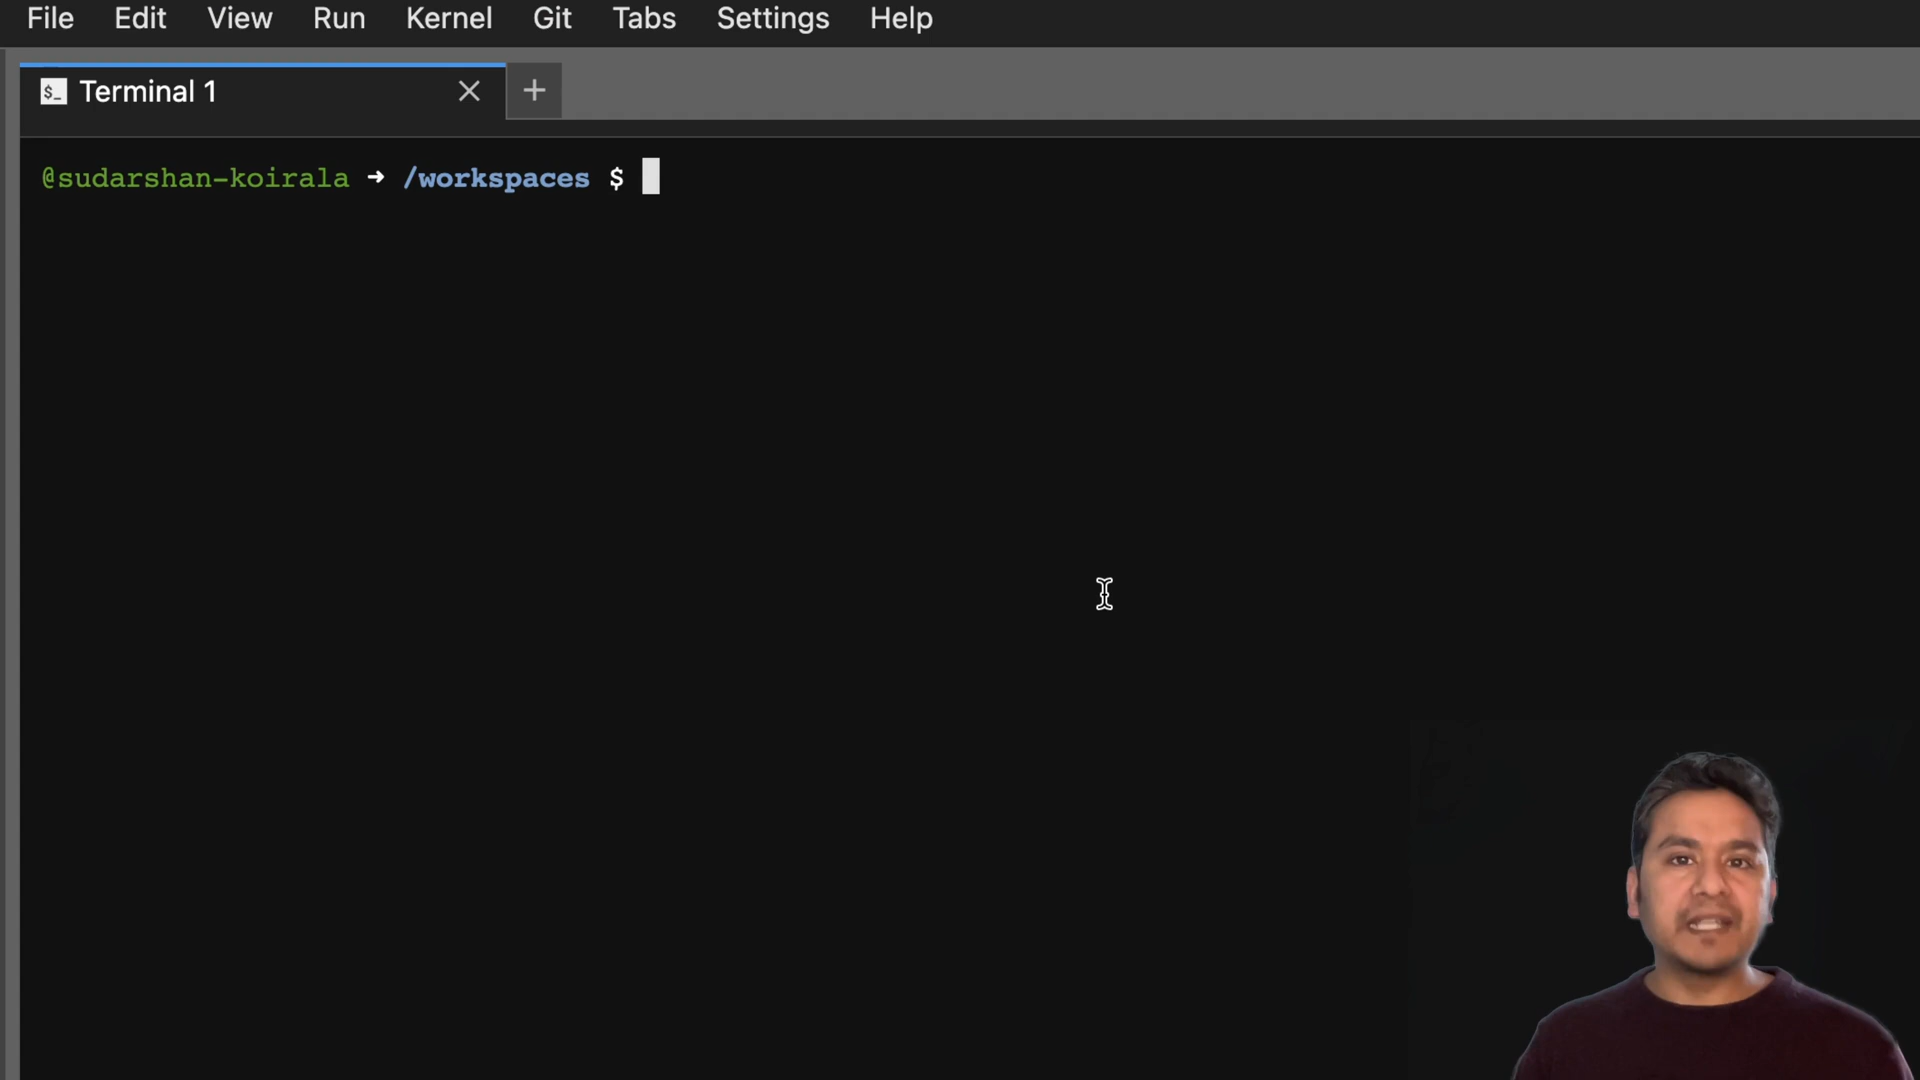 File Edit View Run Kernel Git Tabs Settings Help
$_ Terminal 1
@sudarshan-koirala ➜ /workspaces $